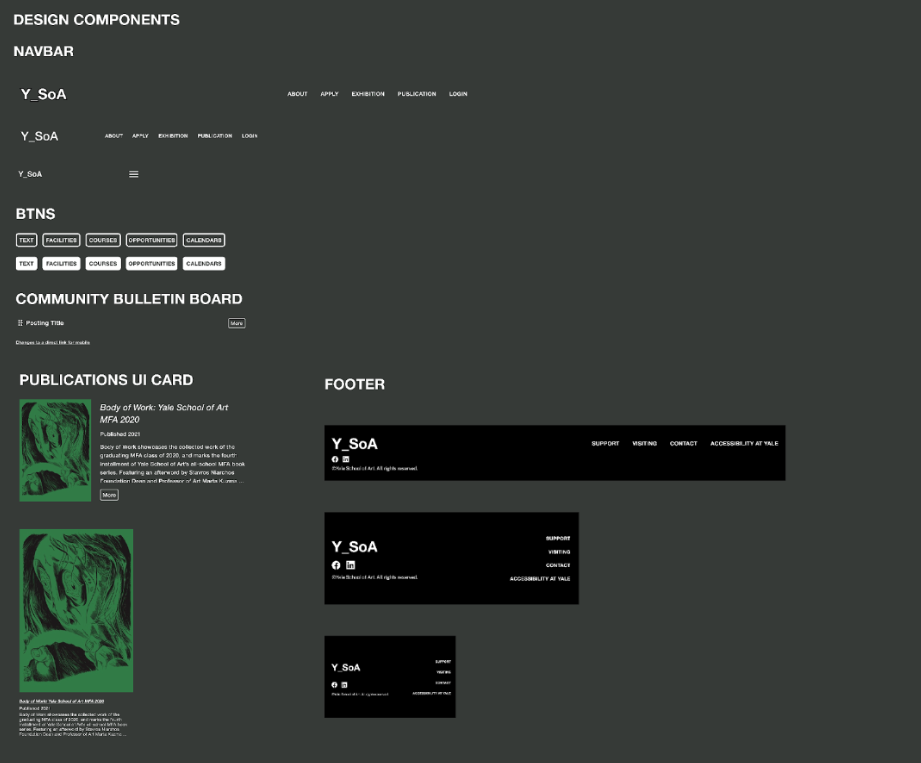 DESIGN COMPONENTS
NAVBAR
Y_SoA ABOUT APPLY EXHIBITION PUBLICATION LOGIN
Y_SoA ABOUT APPLY EXHIBITION PUBLICATION LOGIN
Y_SoA
BTNS
TEXT FACILITIES COURSES OPPORTUNITIES CALENDARS
TEXT FACILITIES COURSES OPPORTUNITIES CALENDARS
COMMUNITY BULLETIN BOARD
Posting Title More
Changes to a direct link for mobile
PUBLICATIONS UI CARD
Body of Work: Yale School of Art
MFA 2020
Published 2021
Body of Work showcases the collected work of the
graduating MFA class of 2020, and marks the fourth
installment of Yale School of Art's all-school MFA book
series. Featuring an afterword by Stavros Niarchos
Foundation Dean and Professor of Art Marta Kuzma ...
More
Body of Work: Yale School of Art MFA 2020
Published 2021
Body of Work showcases the collected work of the
graduating MFA class of 2020, and marks the fourth
installment of Yale School of Art's all-school MFA book
series. Featuring an afterword by Stavros Niarchos
Foundation Dean and Professor of Art Marta Kuzma ...
FOOTER
Y_SoA SUPPORT VISITING CONTACT ACCESSIBILITY AT YALE
©Yale School of Art. All rights reserved.
Y_SoA
SUPPORT
VISITING
CONTACT
ACCESSIBILITY AT YALE
©Yale School of Art. All rights reserved.
Y_SoA
SUPPORT
VISITING
CONTACT
ACCESSIBILITY AT YALE
©Yale School of Art. All rights reserved.